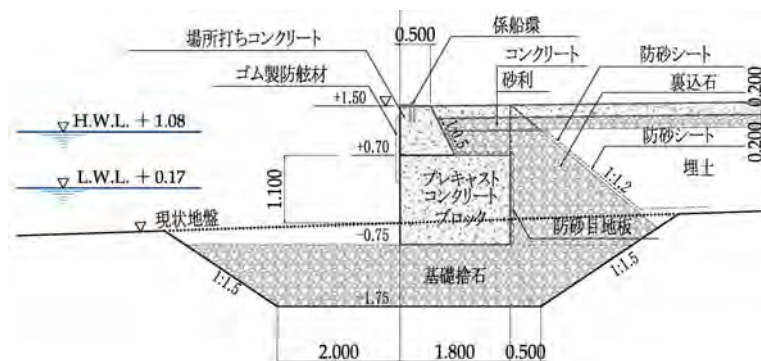 場所打ちコンクリート
0.500
係船環
コンクリート
砂利
防砂シート
裏込石
ゴム製防舷材
0.200
+1.50
H.W.L. + 1.08
1:0.5
防砂シート
0.200
+0.70
埋土
L.W.L. + 0.17
1.100
プレキャスト
コンクリート
ブロック
1:1.2
現状地盤
防砂目地板
-0.75
1:1.5
基礎捨石
1:1.5
-1.75
2.000
1.800
0.500